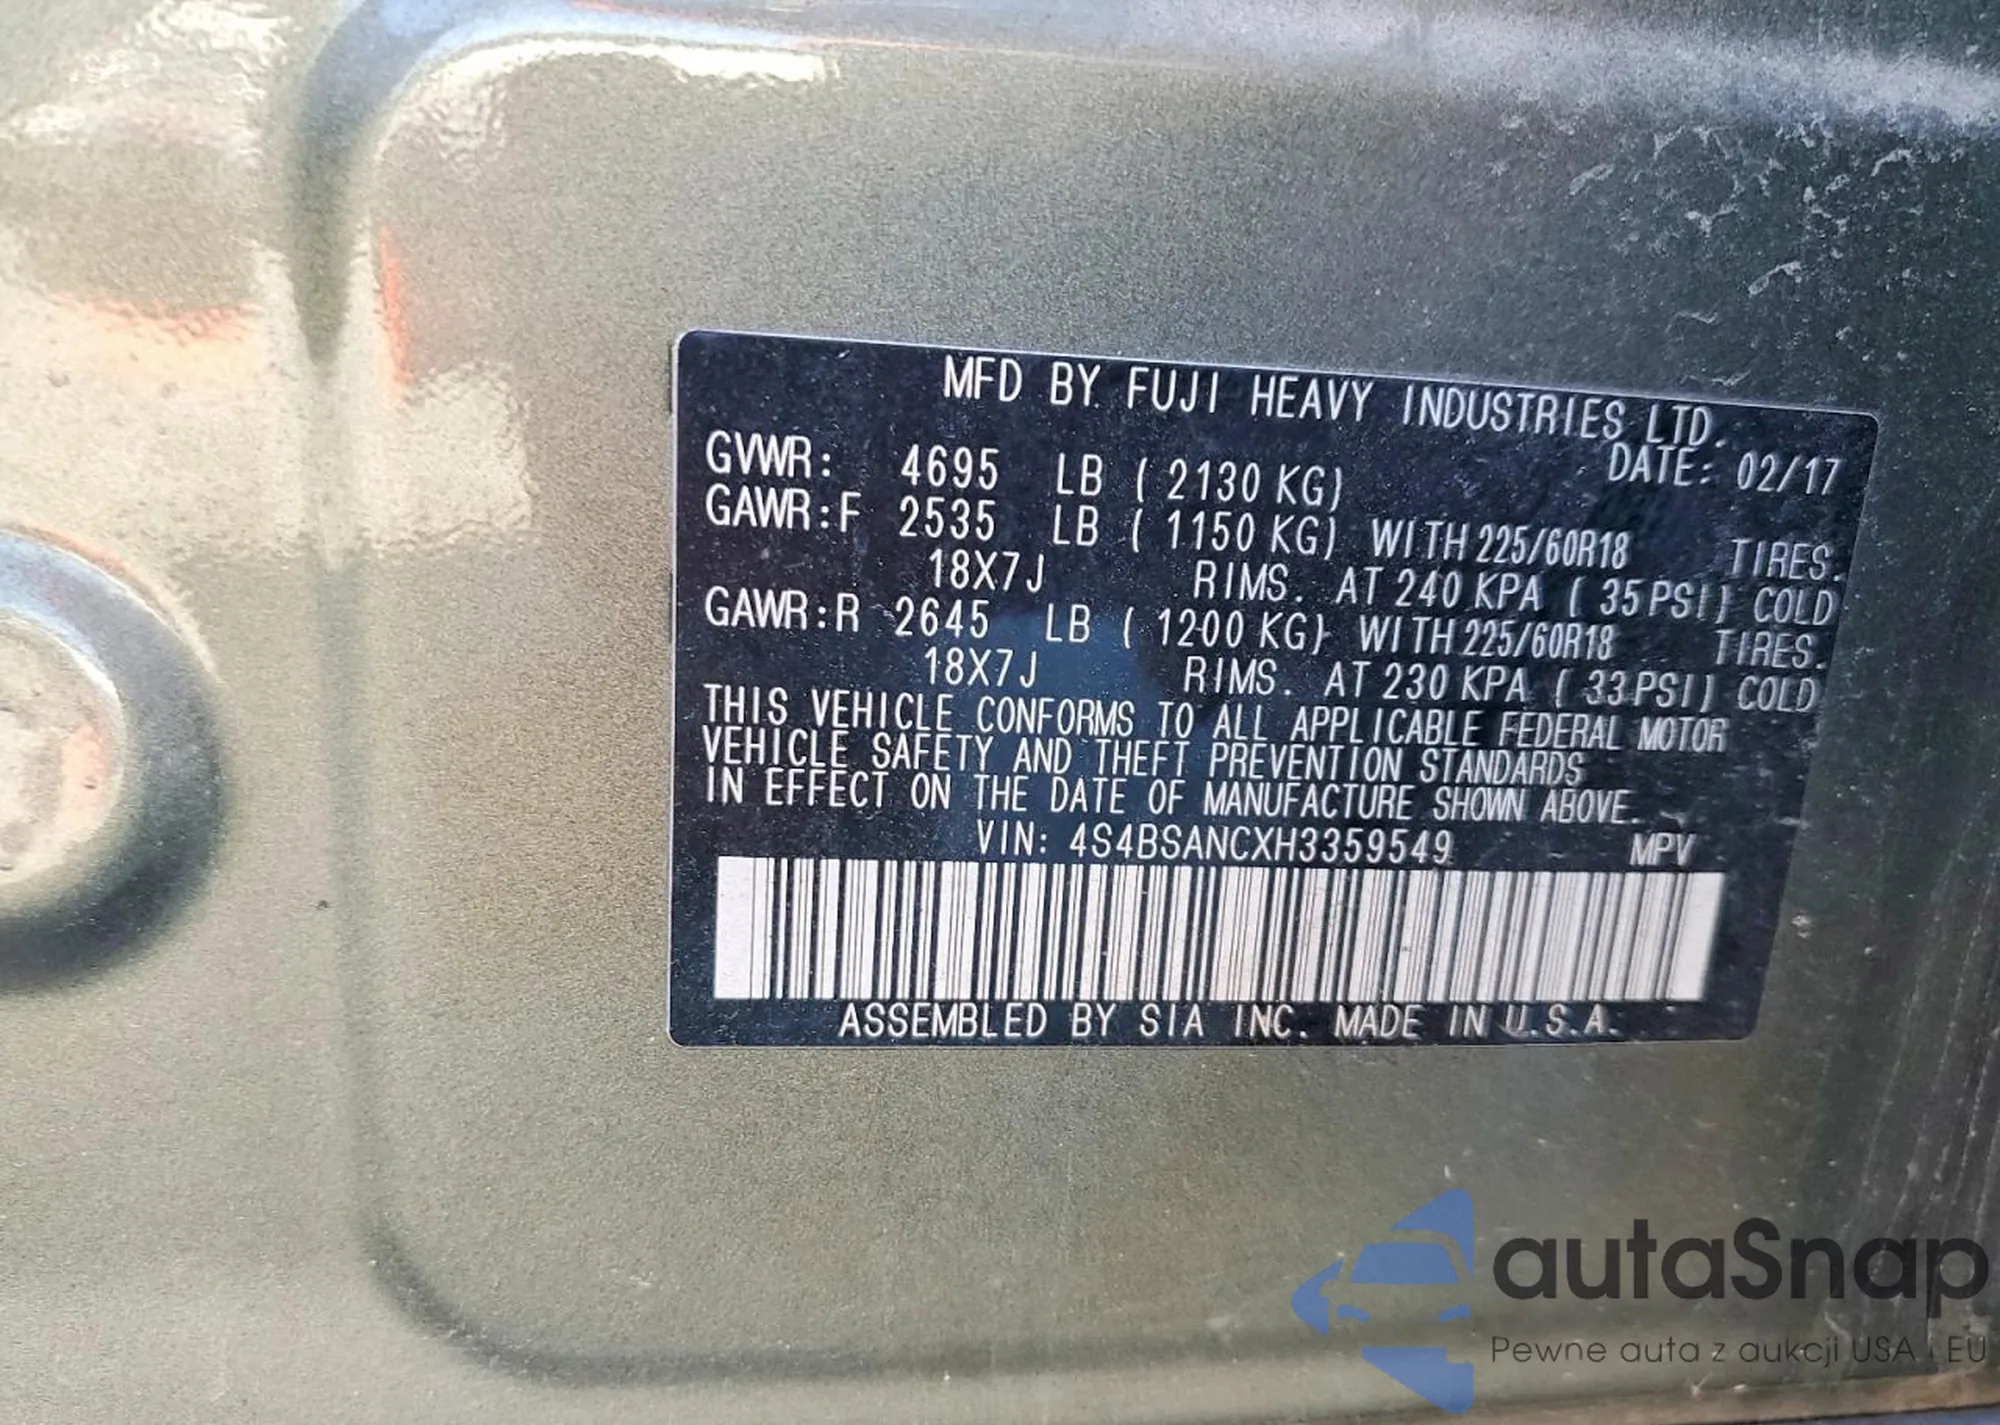 MFD BY FUJI HEAVY INDUSTRIES LTD.
DATE: 02/17
GVWR: 4695 LB ( 2130 KG)
GAWR:F 2535 LB ( 1150 KG) WITH 225/60R18 TIRES.
18X7J RIMS. AT 240 KPA ( 35PSI) COLD
GAWR:R 2645 LB ( 1200 KG) WITH 225/60R18 TIRES.
18X7J RIMS. AT 230 KPA ( 33PSI) COLD
THIS VEHICLE CONFORMS TO ALL APPLICABLE FEDERAL MOTOR
VEHICLE SAFETY AND THEFT PREVENTION STANDARDS
IN EFFECT ON THE DATE OF MANUFACTURE SHOWN ABOVE.
VIN: 4S4BSANCXH3359549 MPV
ASSEMBLED BY SIA INC. MADE IN U.S.A.
autaSnap
Pewne auta z aukcji USA i EU